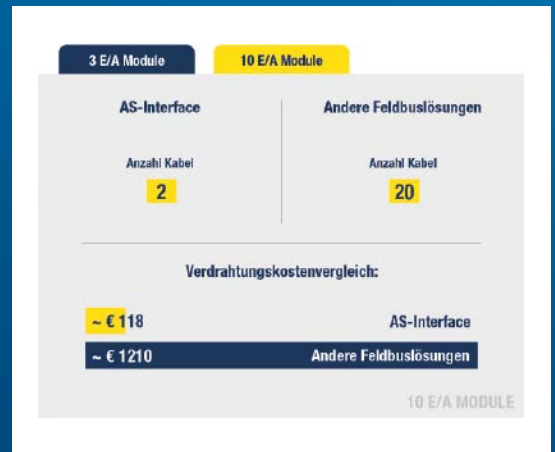 3 E/A Module 10 E/A Module
AS-Interface Andere Feldbuslösungen
Anzahl Kabel Anzahl Kabel
2 20
Verdrahtungskostenvergleich:
~ € 118 AS-Interface
~ € 1210 Andere Feldbuslösungen
10 E/A MODULE